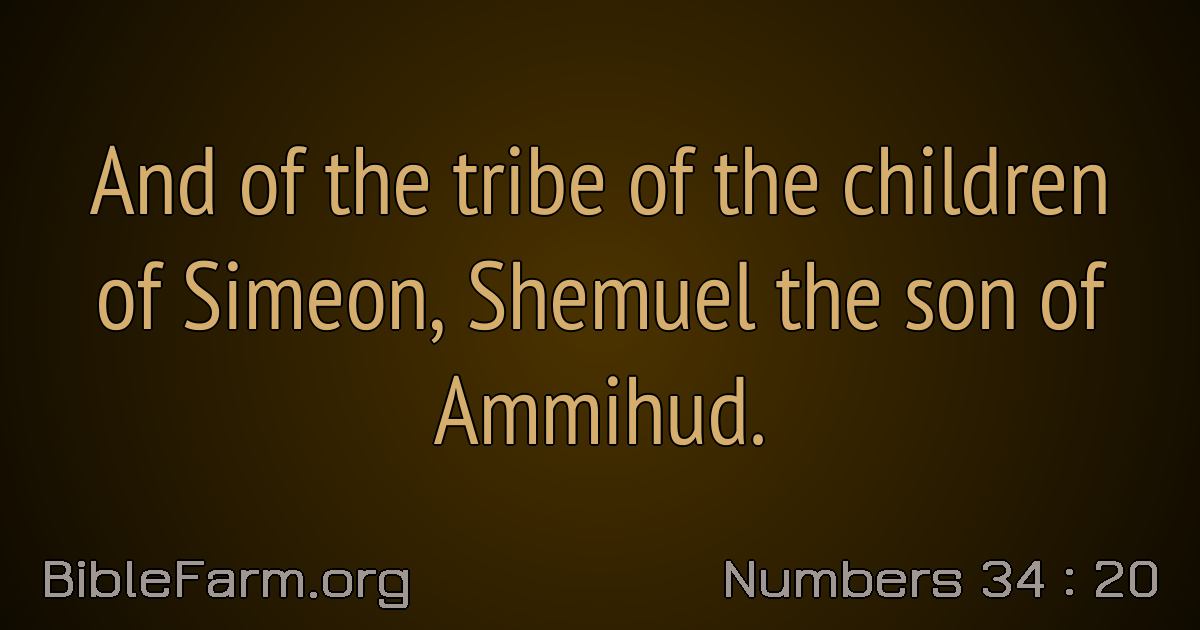 And of the tribe of the children
of Simeon, Shemuel the son of
Ammihud.
BibleFarm.org
Numbers 34 : 20